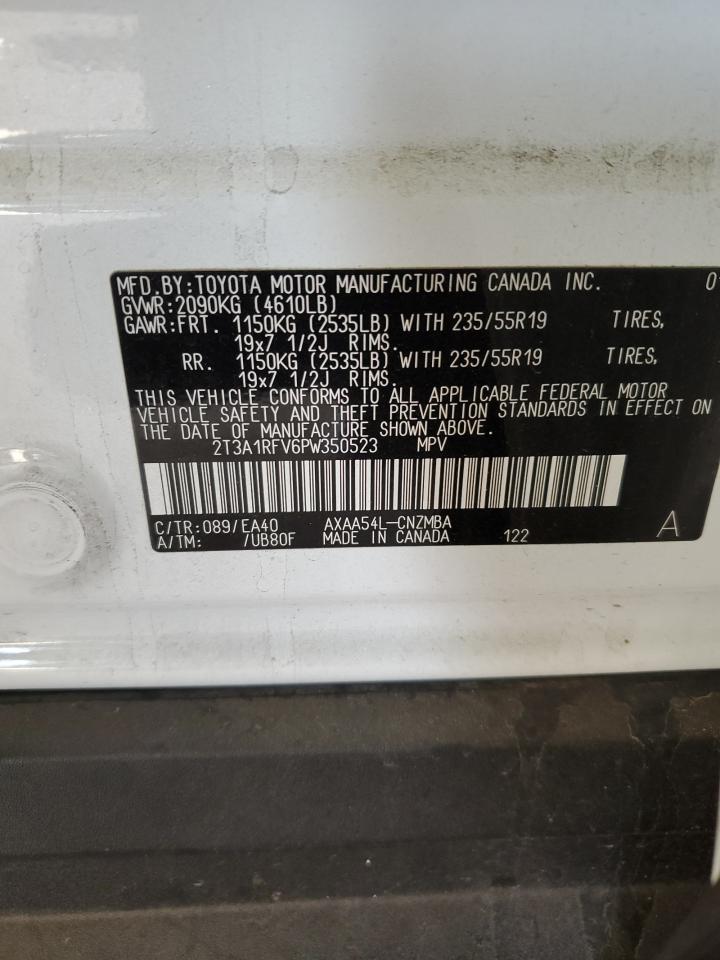 MFD.BY:TOYOTA MOTOR MANUFACTURING CANADA INC. 01
GVWR:2090KG (4610LB)
GAWR:FRT. 1150KG (2535LB) WITH 235/55R19 TIRES,
19x7 1/2J RIMS.
RR. 1150KG (2535LB) WITH 235/55R19 TIRES,
19x7 1/2J RIMS.
THIS VEHICLE CONFORMS TO ALL APPLICABLE FEDERAL MOTOR
VEHICLE SAFETY AND THEFT PREVENTION STANDARDS IN EFFECT ON
THE DATE OF MANUFACTURE SHOWN ABOVE.
2T3A1RFV6PW350523 MPV
C/TR:089/EA40 AXAA54L-CNZMBA
A/TM: /UB80F MADE IN CANADA 122 A